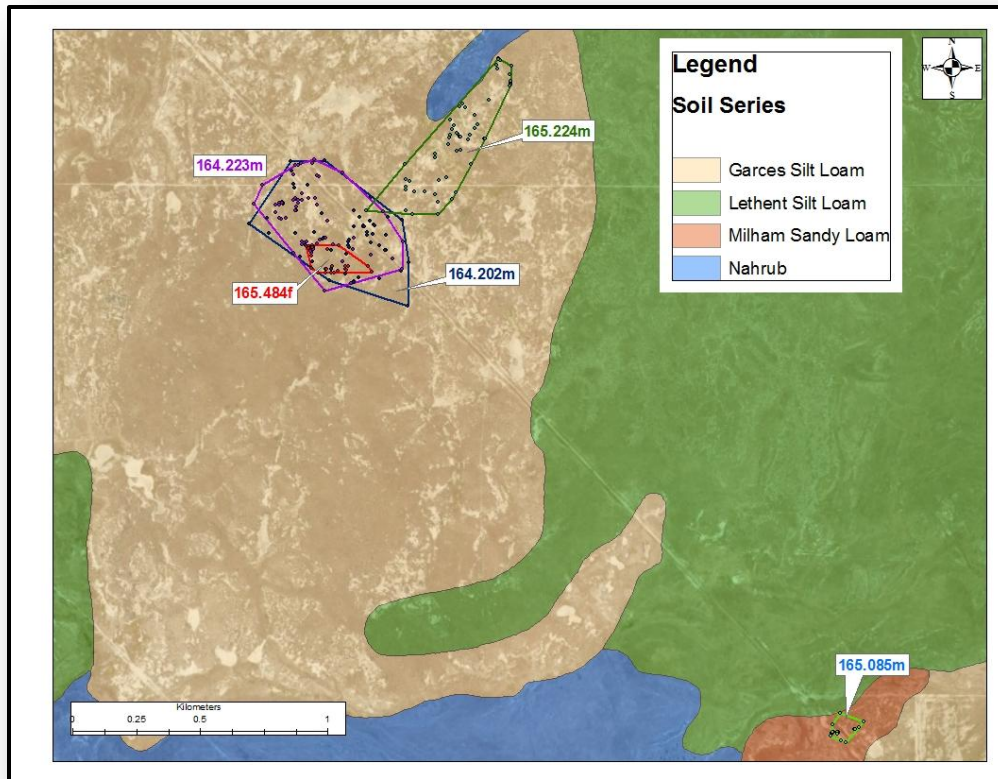 Legend
Soil Series
Garces Silt Loam
Lethent Silt Loam
Milham Sandy Loam
Nahrub
N
W E
S
165.224m
164.223m
164.202m
165.484f
165.085m
Kilometers
0 0.25 0.5 1